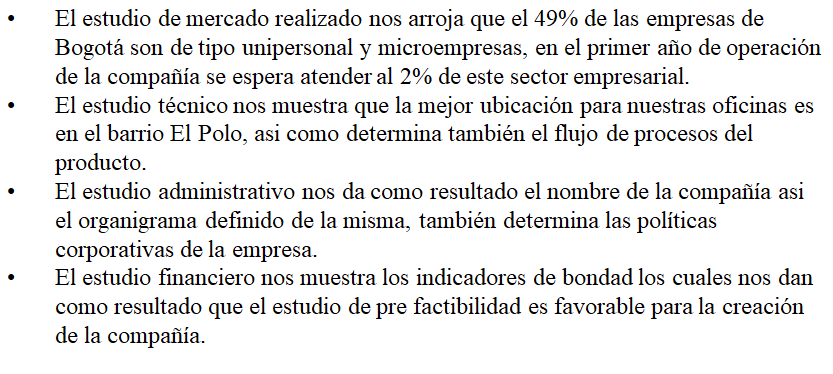 • El estudio de mercado realizado nos arroja que el 49% de las empresas de
Bogotá son de tipo unipersonal y microempresas, en el primer año de operación
de la compañía se espera atender al 2% de este sector empresarial.
• El estudio técnico nos muestra que la mejor ubicación para nuestras oficinas es
en el barrio El Polo, asi como determina también el flujo de procesos del
producto.
• El estudio administrativo nos da como resultado el nombre de la compañía asi
el organigrama definido de la misma, también determina las políticas
corporativas de la empresa.
• El estudio financiero nos muestra los indicadores de bondad los cuales nos dan
como resultado que el estudio de pre factibilidad es favorable para la creación
de la compañía.